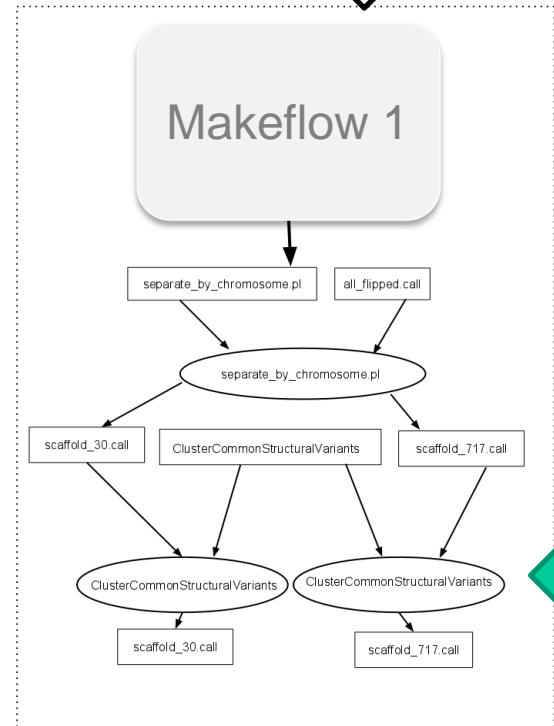 Makeflow 1
separate_by_chromosome.pl
all_flipped.call
separate_by_chromosome.pl
scaffold_30.call
ClusterCommonStructuralVariants
scaffold_717.call
ClusterCommonStructuralVariants
ClusterCommonStructuralVariants
scaffold_30.call
scaffold_717.call